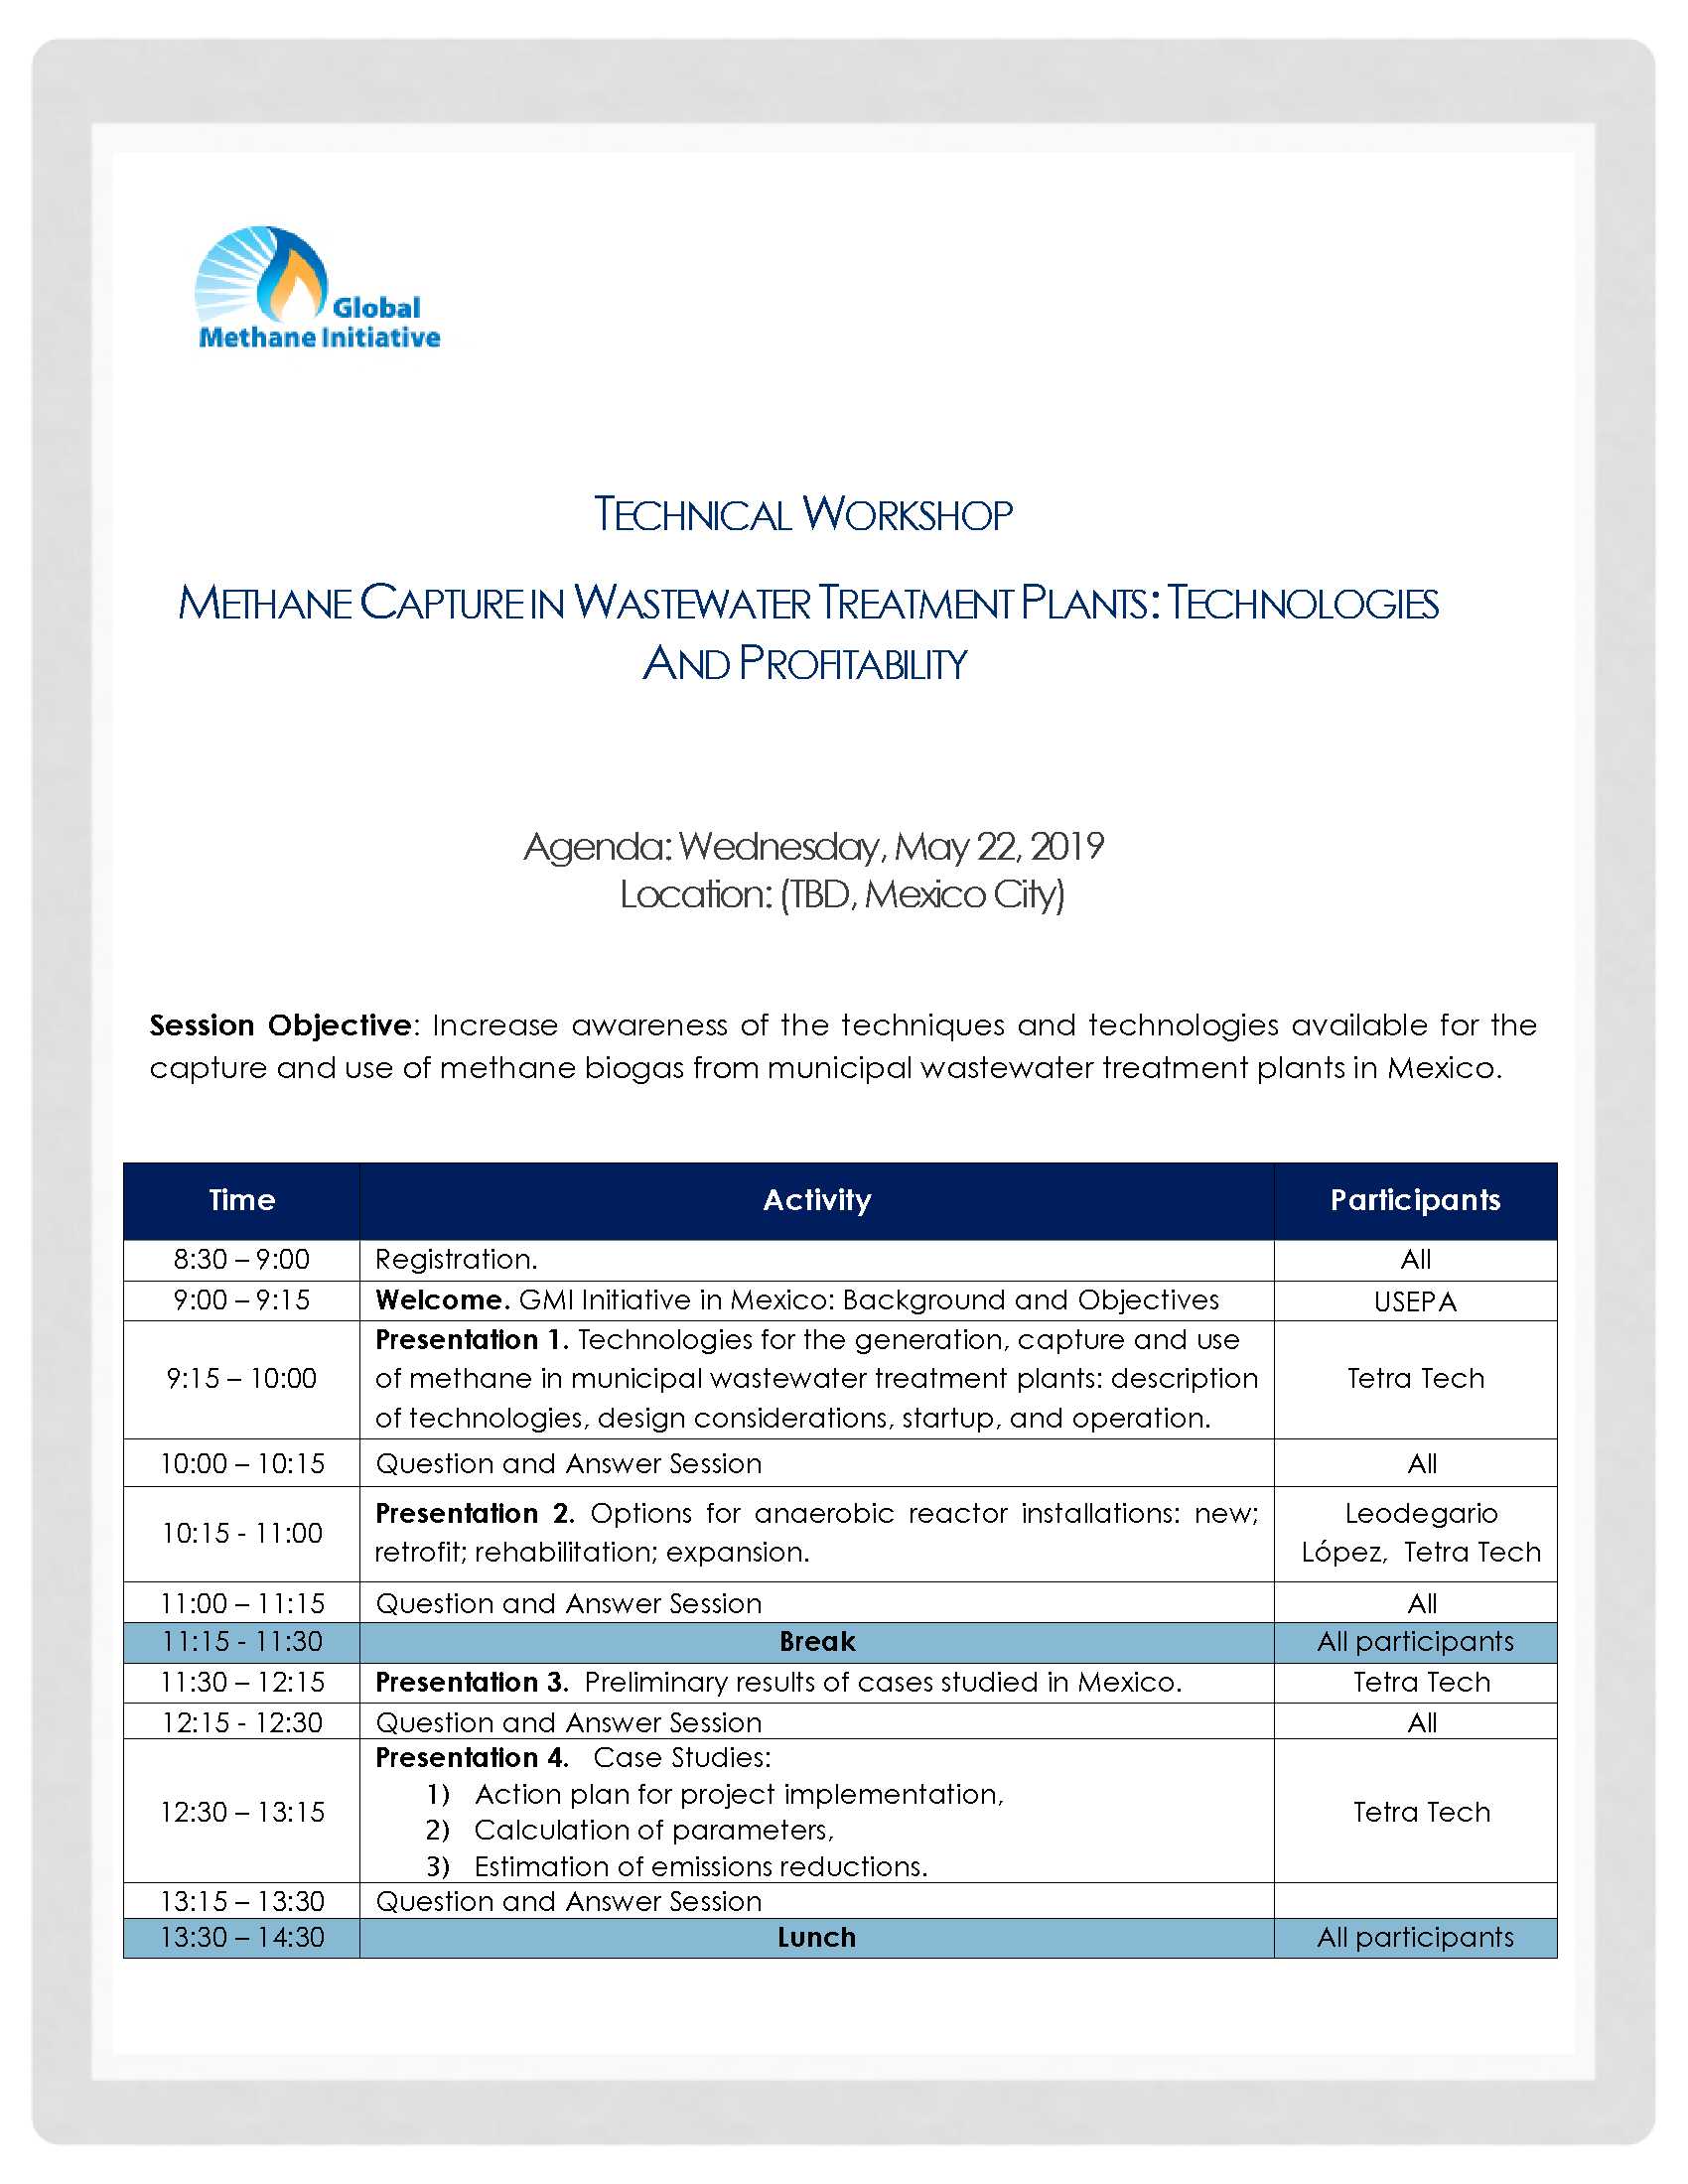 Global
Methane Initiative
TECHNICAL WORKSHOP
METHANE CAPTURE IN WASTEWATER TREATMENT PLANTS: TECHNOLOGIES
AND PROFITABILITY
Agenda: Wednesday, May 22, 2019
Location: (TBD, Mexico City)
Session Objective: Increase awareness of the techniques and technologies available for the
capture and use of methane biogas from municipal wastewater treatment plants in Mexico.
Time Activity Participants
8:30 – 9:00 Registration. All
9:00 – 9:15 Welcome. GMI Initiative in Mexico: Background and Objectives USEPA
Presentation 1. Technologies for the generation, capture and use
9:15 – 10:00 of methane in municipal wastewater treatment plants: description Tetra Tech
of technologies, design considerations, startup, and operation.
10:00 – 10:15 Question and Answer Session All
10:15 - 11:00 Presentation 2. Options for anaerobic reactor installations: new; Leodegario
retrofit; rehabilitation; expansion. López, Tetra Tech
11:00 – 11:15 Question and Answer Session All
11:15 - 11:30 Break All participants
11:30 – 12:15 Presentation 3. Preliminary results of cases studied in Mexico. Tetra Tech
12:15 - 12:30 Question and Answer Session All
Presentation 4. Case Studies:
1) Action plan for project implementation,
12:30 – 13:15 2) Calculation of parameters, Tetra Tech
3) Estimation of emissions reductions.
13:15 – 13:30 Question and Answer Session
13:30 – 14:30 Lunch All participants